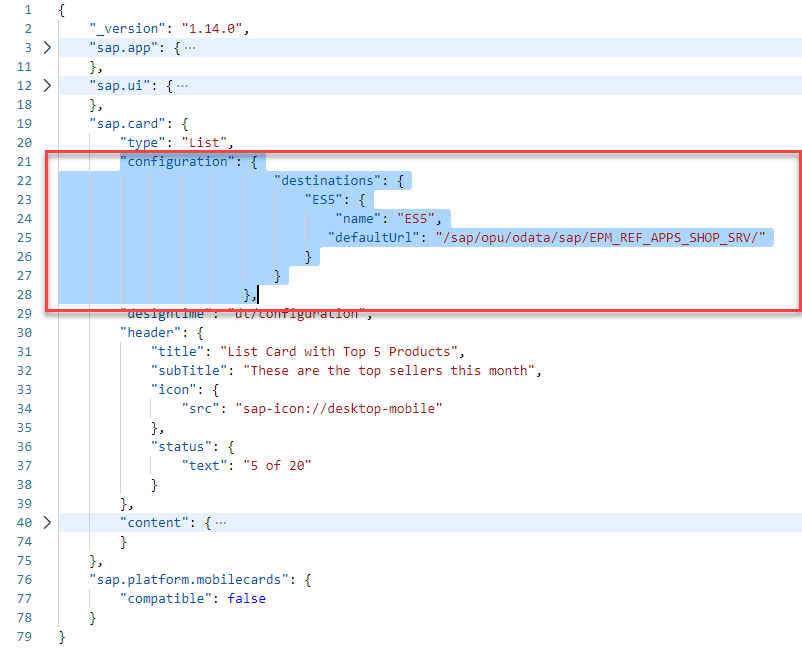 1 {
2 "_version": "1.14.0",
3 > "sap.app": { ···
11 },
12 > "sap.ui": { ···
18 },
19 "sap.card": {
20 "type": "List",
21 "configuration": {
22 "destinations": {
23 "ES5": {
24 "name": "ES5",
25 "defaultUrl": "/sap/opu/odata/sap/EPM_REF_APPS_SHOP_SRV/"
26 }
27 }
28 },
29 "designtime": "dt/configuration",
30 "header": {
31 "title": "List Card with Top 5 Products",
32 "subTitle": "These are the top sellers this month",
33 "icon": {
34 "src": "sap-icon://desktop-mobile"
35 },
36 "status": {
37 "text": "5 of 20"
38 }
39 },
40 > "content": { ···
74 }
75 },
76 "sap.platform.mobilecards": {
77 "compatible": false
78 }
79 }